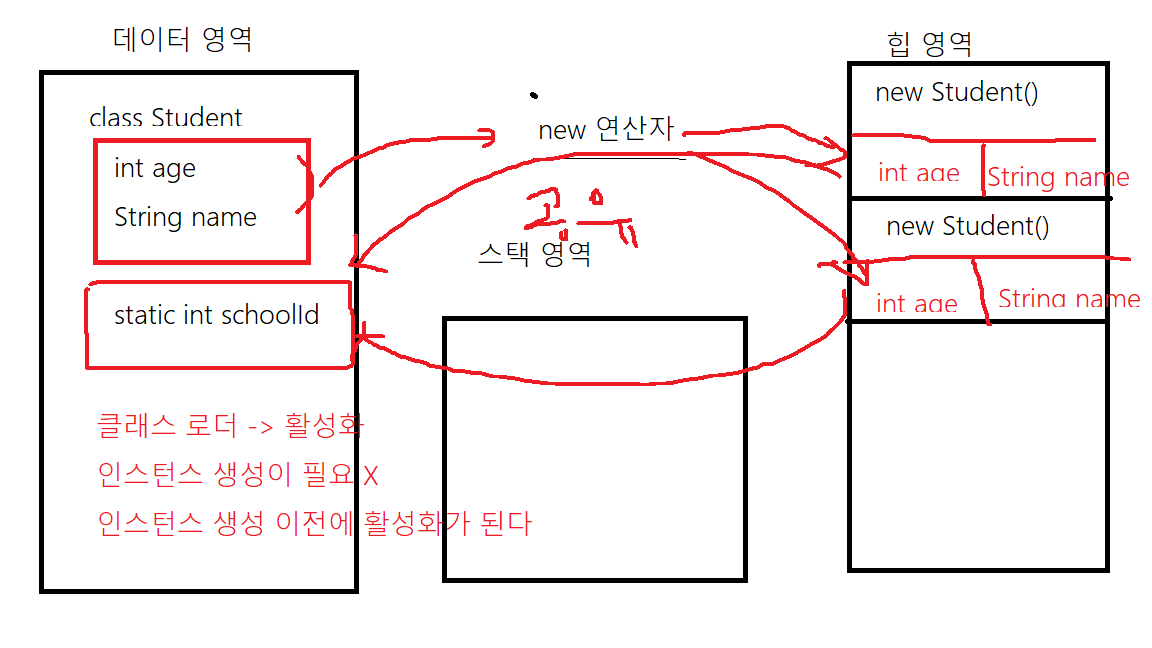 데이터 영역
class Student
int age
String name
static int schoolId
클래스 로더 -> 활성화
인스턴스 생성이 필요 X
인스턴스 생성 이전에 활성화가 된다
new 연산자
공유
스택 영역
힙 영역
new Student()
int age
String name
new Student()
int age
String name